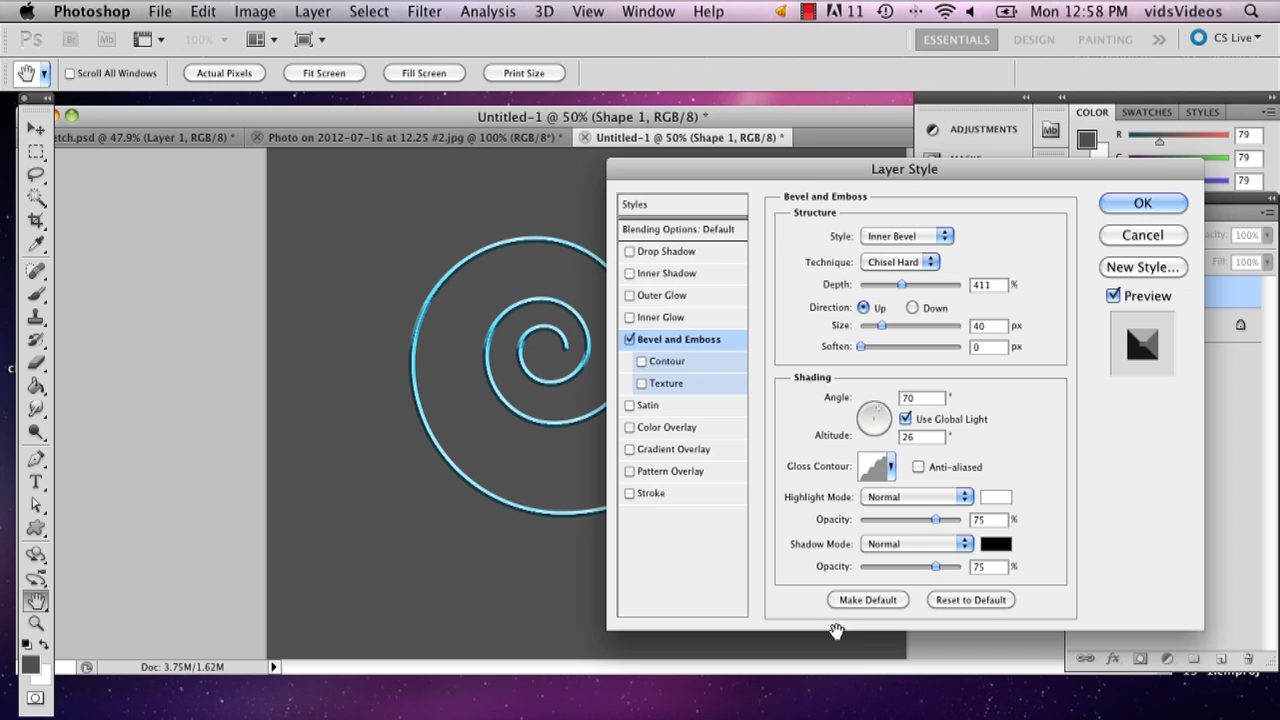 Photoshop File Edit Image Layer Select Filter Analysis 3D View Window Help 11 Mon 12:58 PM vidsVideos
Ps Br Mb 100% ESSENTIALS DESIGN PAINTING CS Live
Scroll All Windows Actual Pixels Fit Screen Fill Screen Print Size
Untitled-1 @ 50% (Shape 1, RGB/8) *
etch.psd @ 47.9% (Layer 1, RGB/8) * Photo on 2012-07-16 at 12.25 #2.jpg @ 100% (RGB/8*) * Untitled-1 @ 50% (Shape 1, RGB/8) *
ADJUSTMENTS Mb COLOR SWATCHES STYLES
R 79
79
79
Layer Style
Styles
Blending Options: Default
Drop Shadow
Inner Shadow
Outer Glow
Inner Glow
Bevel and Emboss
Contour
Texture
Satin
Color Overlay
Gradient Overlay
Pattern Overlay
Stroke
Bevel and Emboss
Structure
Style: Inner Bevel
Technique: Chisel Hard
Depth: 411 %
Direction: Up Down
Size: 40 px
Soften: 0 px
Shading
Angle: 70 °
Use Global Light
Altitude: 26 °
Gloss Contour: Anti-aliased
Highlight Mode: Normal
Opacity: 75 %
Shadow Mode: Normal
Opacity: 75 %
Make Default Reset to Default
OK
Cancel
New Style...
Preview
100%
Fill: 100%
T
Doc: 3.75M/1.62M
fx